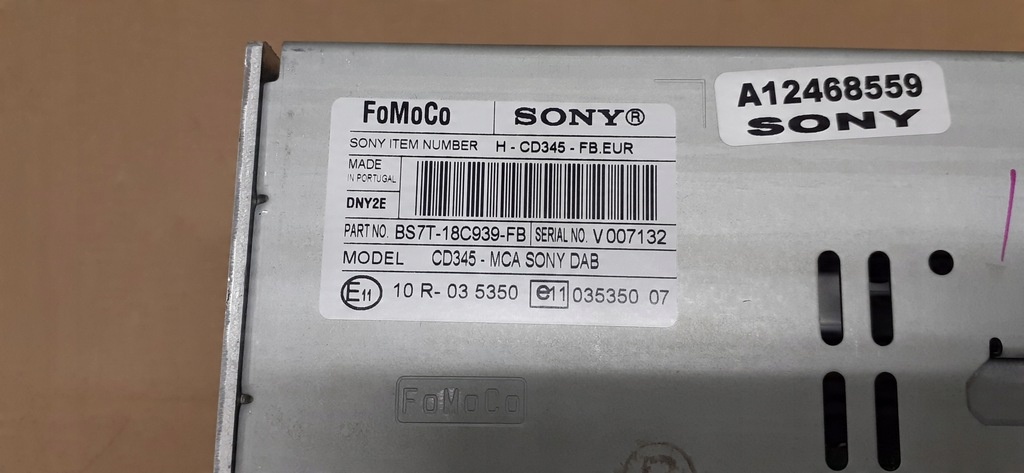 FoMoCo SONY®
A12468559
SONY
SONY ITEM NUMBER H - CD345 - FB.EUR
MADE
IN PORTUGAL
DNY2E
PART NO. BS7T-18C939-FB SERIAL NO. V 007132
MODEL CD345 - MCA SONY DAB
E11 10 R- 03 5350 e11 035350 07
FoMoCo